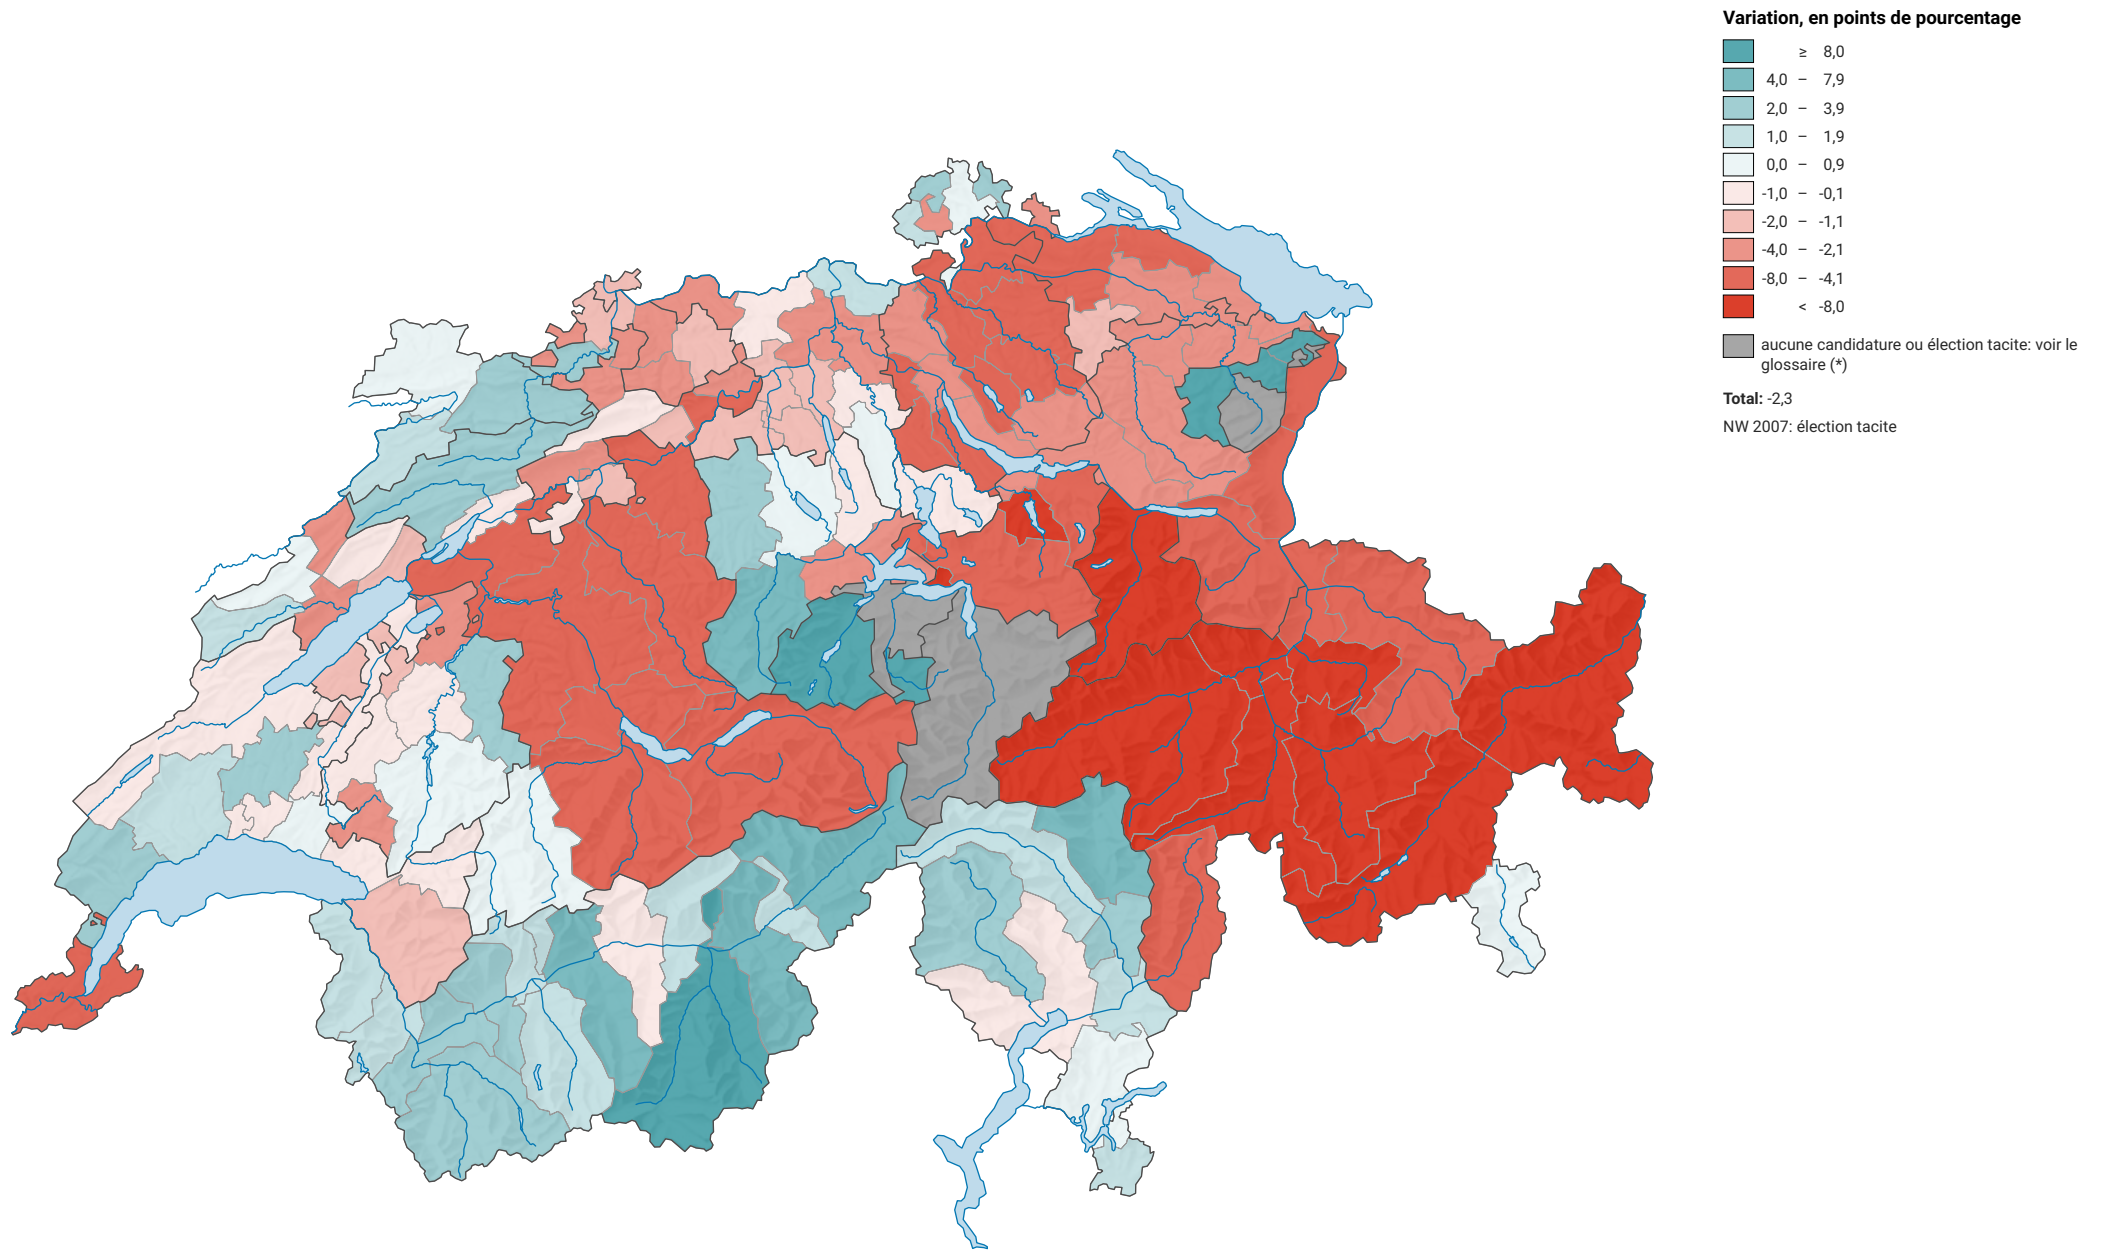 Variation, en points de pourcentage
≥ 8,0
4,0 – 7,9
2,0 – 3,9
1,0 – 1,9
0,0 – 0,9
-1,0 – -0,1
-2,0 – -1,1
-4,0 – -2,1
-8,0 – -4,1
< -8,0
aucune candidature ou élection tacite: voir le
glossaire (*)
Total: -2,3
NW 2007: élection tacite